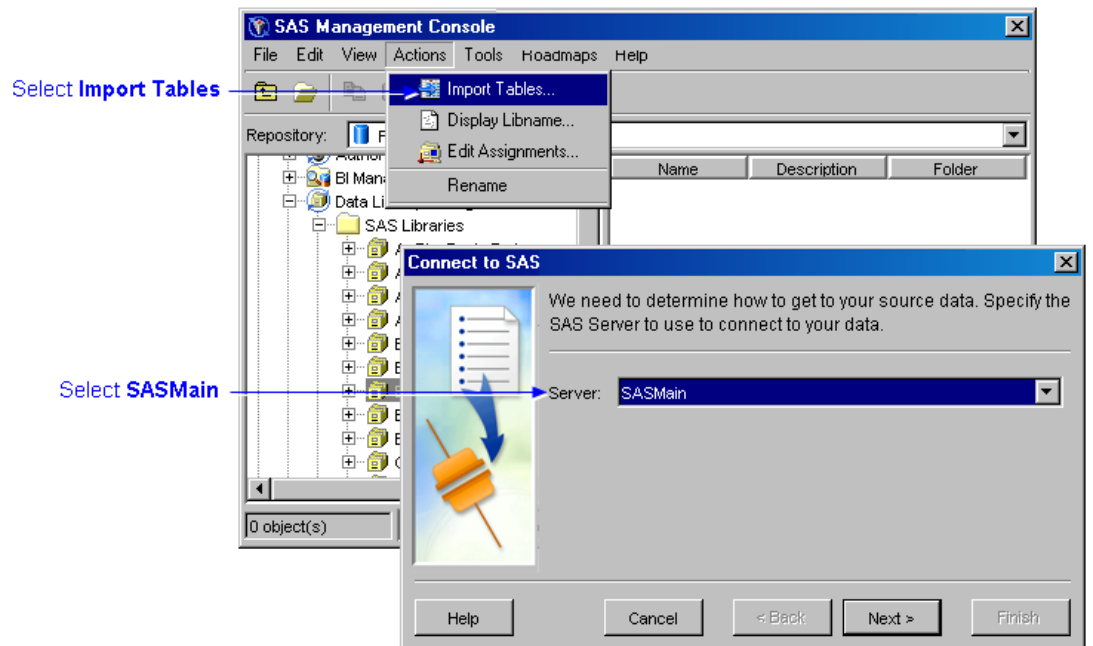 SAS Management Console
File Edit View Actions Tools Roadmaps Help
Select Import Tables
Import Tables...
Display Libname...
Edit Assignments...
Rename
Repository: F
Name Description Folder
BI Man
Data Li
SAS Libraries
Connect to SAS
We need to determine how to get to your source data. Specify the
SAS Server to use to connect to your data.
Select SASMain
Server: SASMain
0 object(s)
Help Cancel < Back Next > Finish